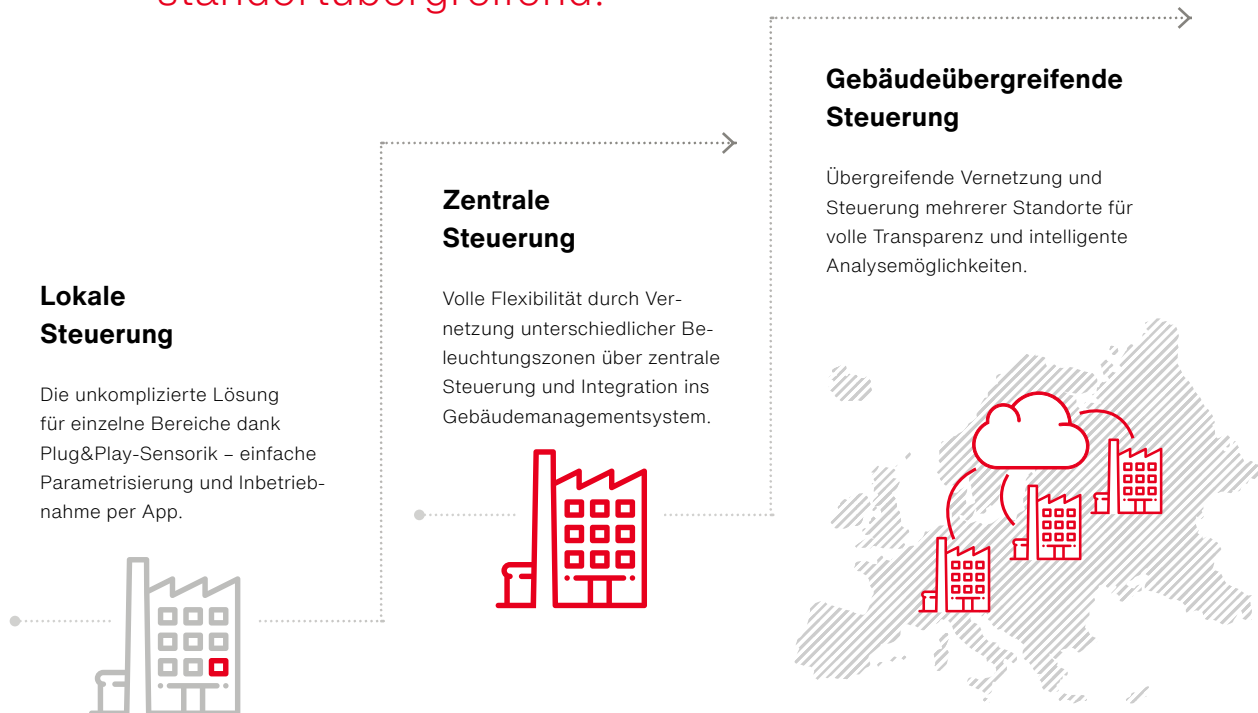 standortübergreifend.
Lokale
Steuerung
Die unkomplizierte Lösung
für einzelne Bereiche dank
Plug&Play-Sensorik – einfache
Parametrisierung und Inbetrieb-
nahme per App.
Zentrale
Steuerung
Volle Flexibilität durch Ver-
netzung unterschiedlicher Be-
leuchtungszonen über zentrale
Steuerung und Integration ins
Gebäudemanagementsystem.
Gebäudeübergreifende
Steuerung
Übergreifende Vernetzung und
Steuerung mehrerer Standorte für
volle Transparenz und intelligente
Analysemöglichkeiten.